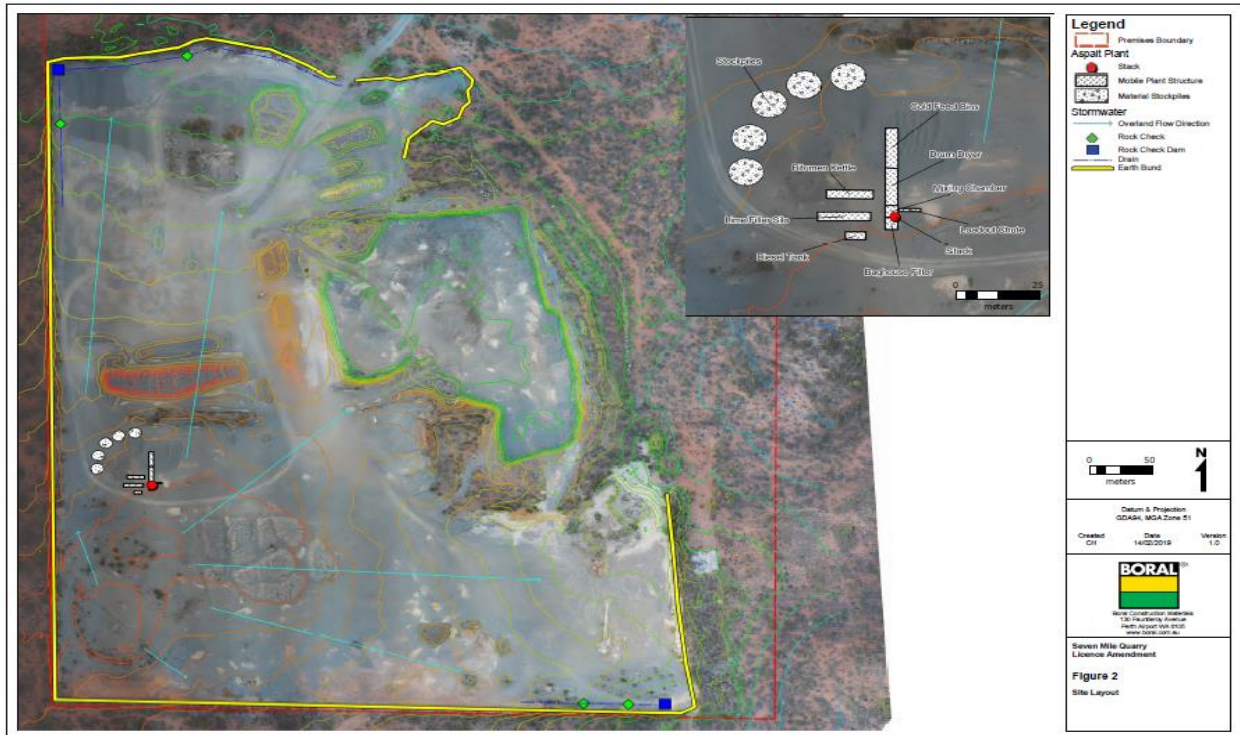 Stockpiles
Cold Feed Bins
Drum Dryer
Bitumen Kettle
Mixing Chamber
Lime/Filler Silo
Loadout Chute
Diesel Tank
Stack
Baghouse Filter
0 25
meters
Legend
Premises Boundary
Aspalt Plant
Stack
Mobile Plant Structure
Material Stockpiles
Stormwater
Overland Flow Direction
Rock Check
Rock Check Dam
Drain
Earth Bund
0 50
meters
N
Datum & Projection
GDA94, MGA Zone 51
Created Date Version
CH 14/02/2019 1.0
BORAL®
Boral Construction Materials
130 Fauntleroy Avenue
Perth Airport WA 6105
www.boral.com.au
Seven Mile Quarry
Licence Amendment
Figure 2
Site Layout